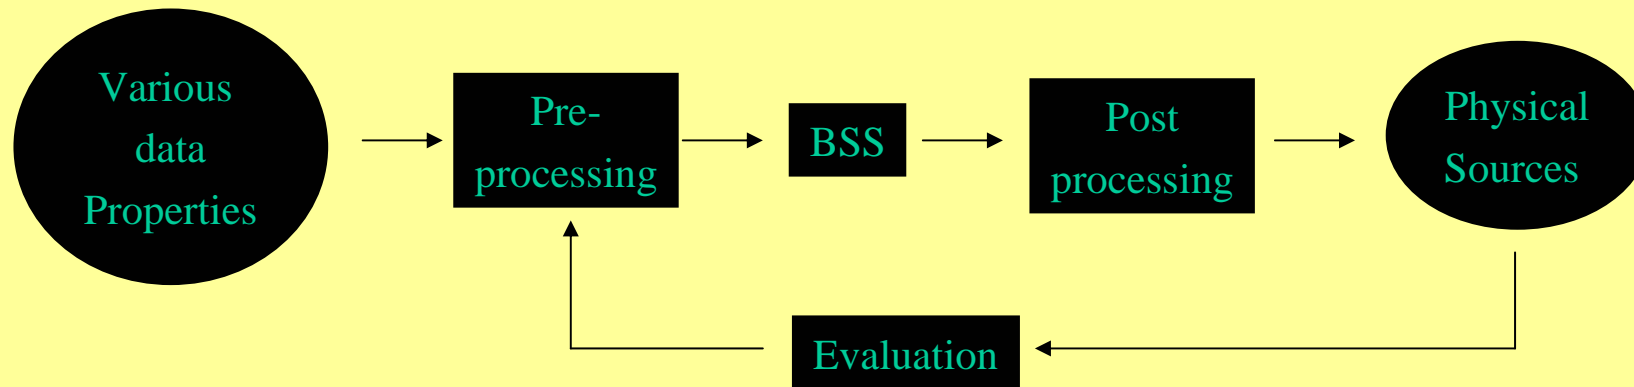 Various
data
Properties
Pre-
processing
BSS
Post
processing
Physical
Sources
Evaluation